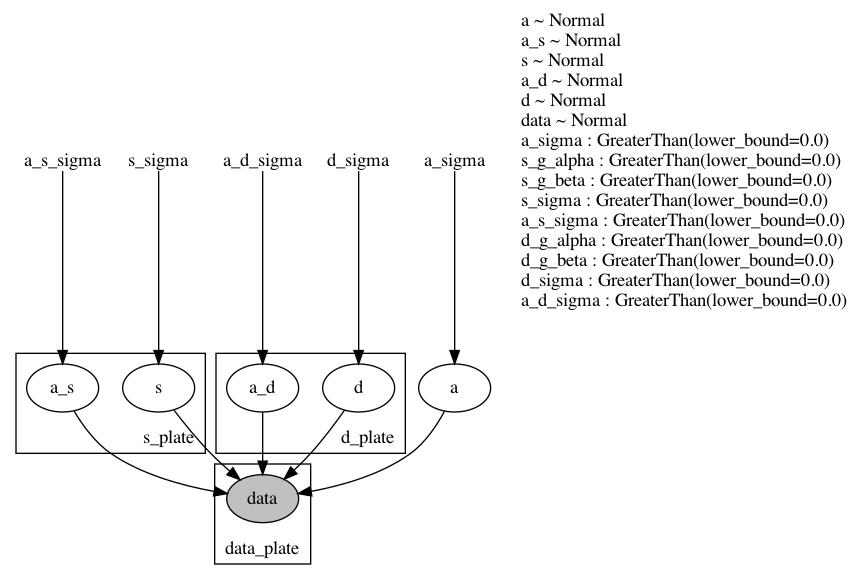 a ~ Normal
a_s ~ Normal
s ~ Normal
a_d ~ Normal
d ~ Normal
data ~ Normal
a_sigma : GreaterThan(lower_bound=0.0)
s_g_alpha : GreaterThan(lower_bound=0.0)
s_g_beta : GreaterThan(lower_bound=0.0)
s_sigma : GreaterThan(lower_bound=0.0)
a_s_sigma : GreaterThan(lower_bound=0.0)
d_g_alpha : GreaterThan(lower_bound=0.0)
d_g_beta : GreaterThan(lower_bound=0.0)
d_sigma : GreaterThan(lower_bound=0.0)
a_d_sigma : GreaterThan(lower_bound=0.0)
a_s_sigma s_sigma a_d_sigma d_sigma a_sigma
a_s s a_d d a
s_plate d_plate
data
data_plate